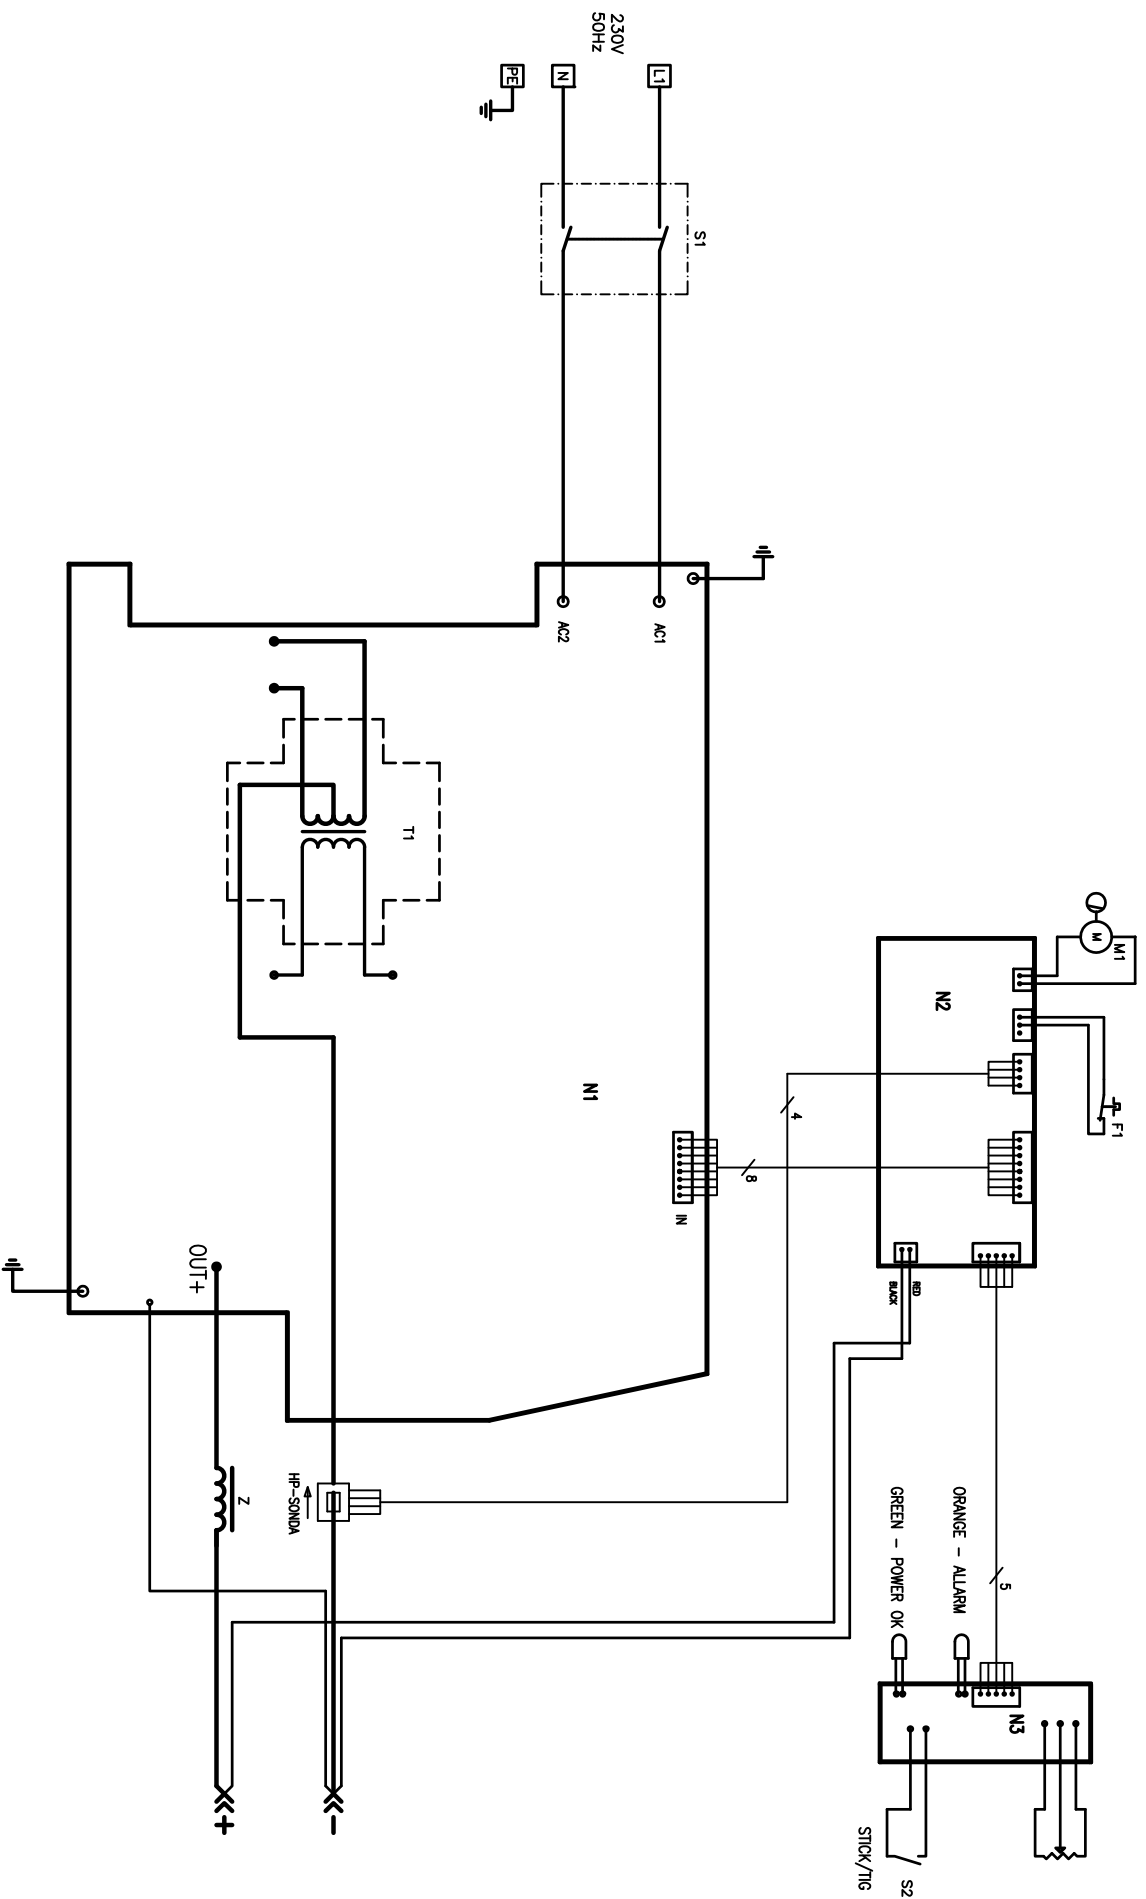 230V
50Hz
L1
N
PE
S1
AC1
AC2
T1
N1
IN
M1
M
N2
F1
4
8
RED
BLACK
OUT+
Z
HP-SONDA
5
ORANGE - ALLARM
GREEN - POWER OK
N3
S2
STICK/TIG
+
-